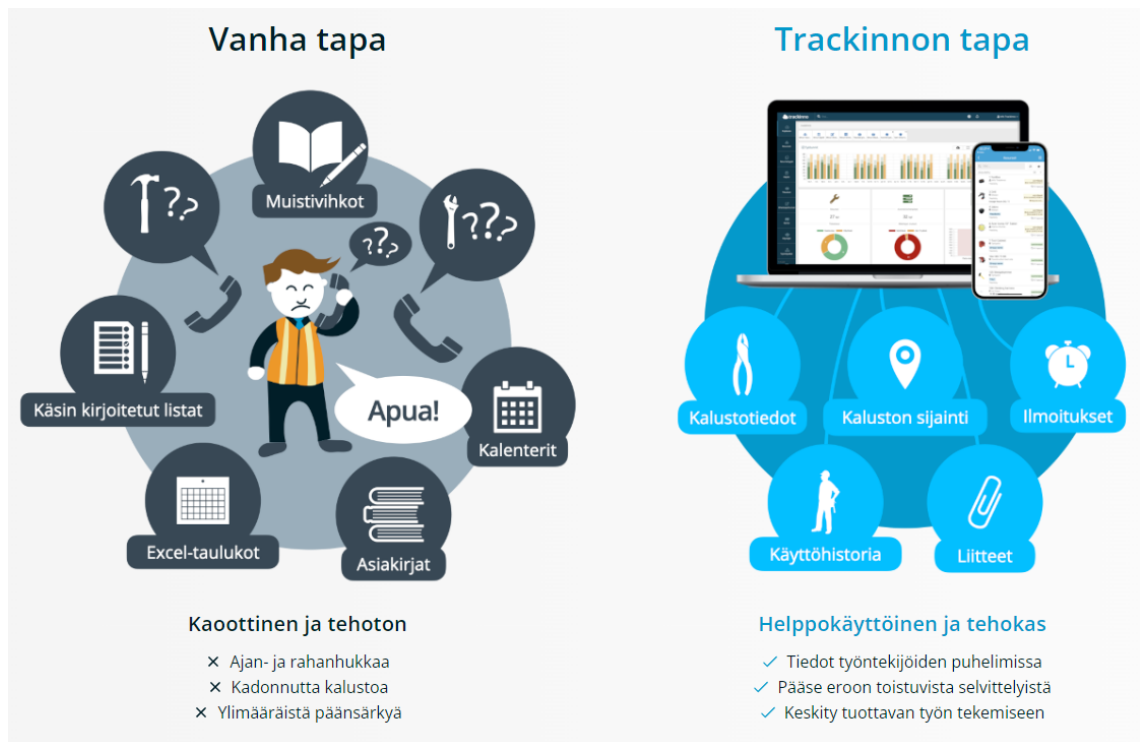 Vanha tapa
Muistivihkot
???
???
???
Käsin kirjoitetut listat
Apua!
Kalenterit
Excel-taulukot
Asiakirjat
Kaoottinen ja tehoton
Ajan- ja rahanhukkaa
Kadonnutta kalustoa
Ylimääräistä päänsärkyä
Trackinnon tapa
Kalustotiedot
Kaluston sijainti
Ilmoitukset
Käyttöhistoria
Liitteet
Helppokäyttöinen ja tehokas
Tiedot työntekijöiden puhelimissa
Pääse eroon toistuvista selvittelyistä
Keskity tuottavan työn tekemiseen